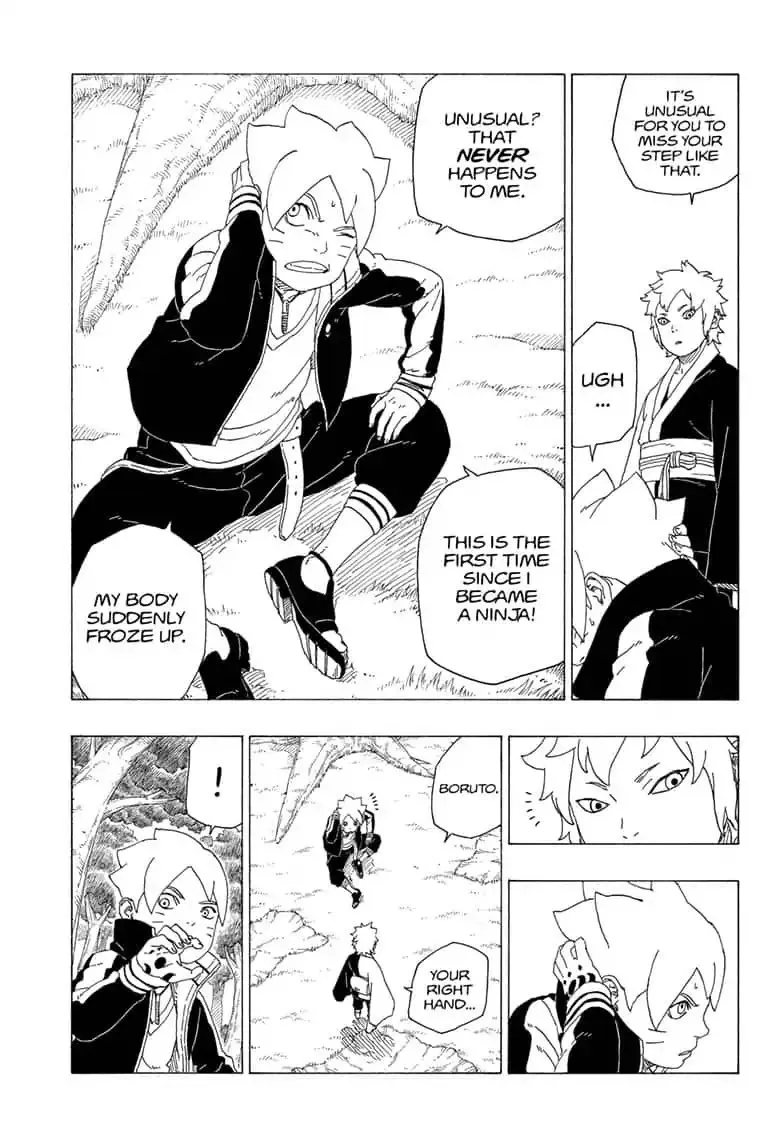 IT'S
UNUSUAL
FOR YOU TO
MISS YOUR
STEP LIKE
THAT.
UGH
...
UNUSUAL?
THAT
NEVER
HAPPENS
TO ME.
THIS IS THE
FIRST TIME
SINCE I
BECAME
A NINJA!
MY BODY
SUDDENLY
FROZE UP.
BORUTO.
YOUR
RIGHT
HAND...
!